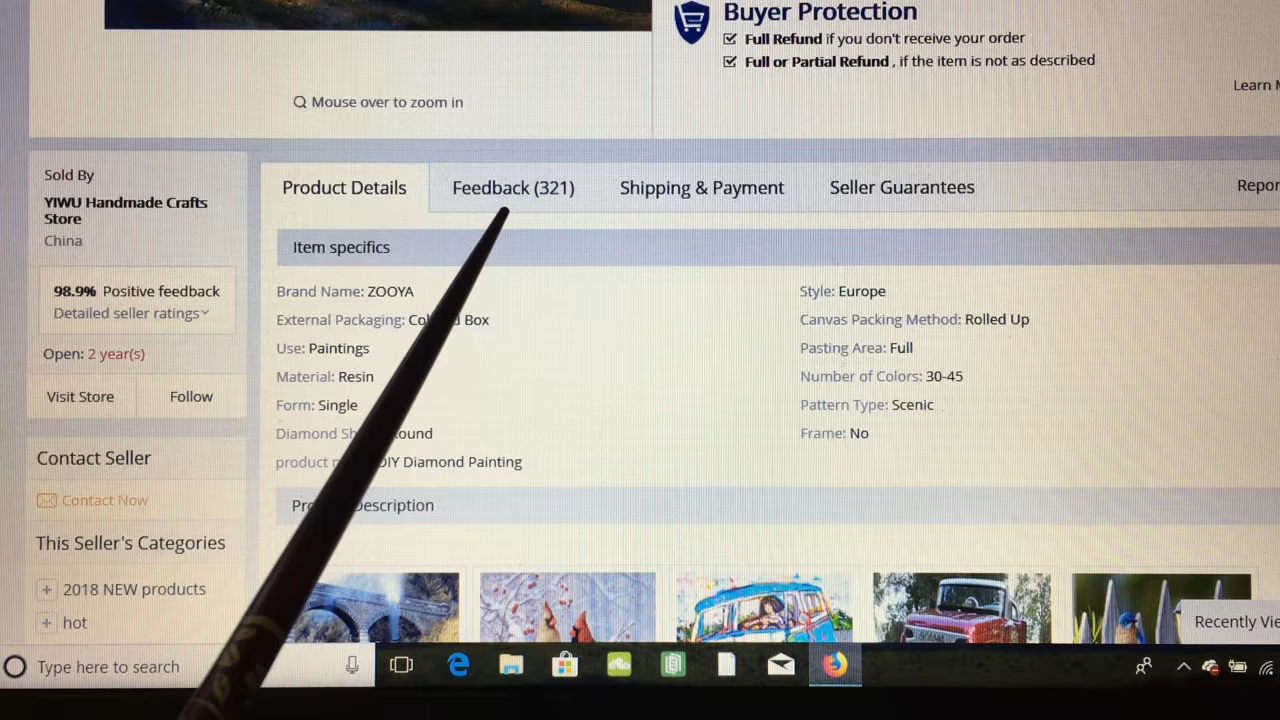 Buyer Protection
Full Refund if you don't receive your order
Full or Partial Refund , if the item is not as described
Learn
Mouse over to zoom in
Sold By
YIWU Handmade Crafts
Store
China
98.9% Positive feedback
Detailed seller ratings
Open: 2 year(s)
Visit Store
Follow
Contact Seller
Contact Now
This Seller's Categories
2018 NEW products
hot
Product Details
Feedback (321)
Shipping & Payment
Seller Guarantees
Item specifics
Brand Name: ZOOYA
External Packaging: Box
Use: Paintings
Material: Resin
Form: Single
Diamond
product DIY Diamond Painting
Style: Europe
Canvas Packing Method: Rolled Up
Pasting Area: Full
Number of Colors: 30-45
Pattern Type: Scenic
Frame: No
Description
Recently
Type here to search